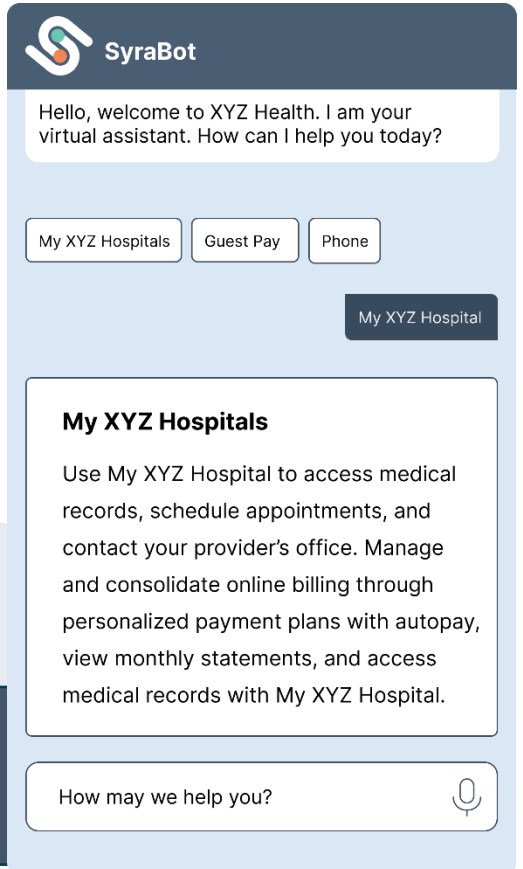 SyraBot
Hello, welcome to XYZ Health. I am your
virtual assistant. How can I help you today?
My XYZ Hospitals
Guest Pay
Phone
My XYZ Hospital
My XYZ Hospitals
Use My XYZ Hospital to access medical
records, schedule appointments, and
contact your provider’s office. Manage
and consolidate online billing through
personalized payment plans with autopay,
view monthly statements, and access
medical records with My XYZ Hospital.
How may we help you?